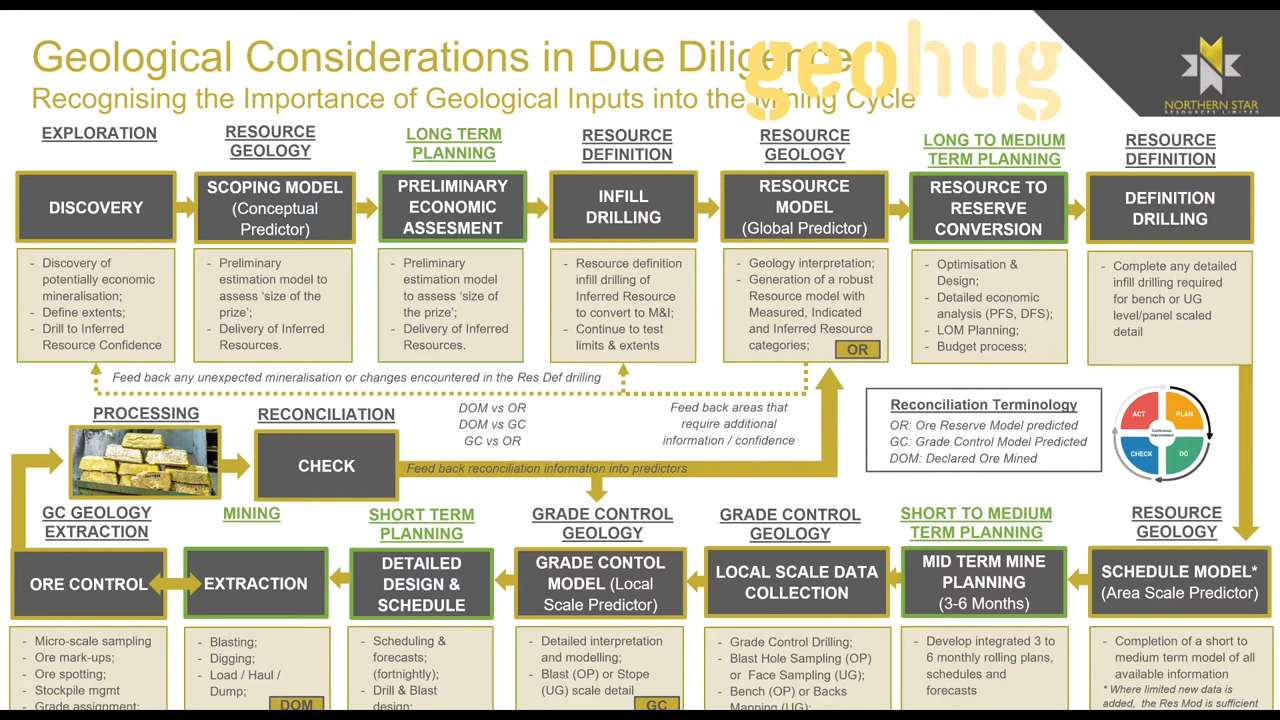 Geological Considerations in Due Diligence
geohug
Recognising the Importance of Geological Inputs into the Mining Cycle
NORTHERN STAR
RESOURCES LIMITED
EXPLORATION
RESOURCE
GEOLOGY
LONG TERM
PLANNING
RESOURCE
DEFINITION
RESOURCE
GEOLOGY
LONG TO MEDIUM
TERM PLANNING
RESOURCE
DEFINITION
DISCOVERY
SCOPING MODEL
(Conceptual
Predictor)
PRELIMINARY
ECONOMIC
ASSESMENT
INFILL
DRILLING
RESOURCE
MODEL
(Global Predictor)
RESOURCE TO
RESERVE
CONVERSION
DEFINITION
DRILLING
- Discovery of
potentially economic
mineralisation;
- Define extents;
- Drill to Inferred
Resource Confidence
- Preliminary
estimation model to
assess ‘size of the
prize’;
- Delivery of Inferred
Resources.
- Preliminary
estimation model
to assess ‘size of
the prize’;
- Delivery of Inferred
Resources.
- Resource definition
infill drilling of
Inferred Resource
to convert to M&I;
- Continue to test
limits & extents
- Geology interpretation;
- Generation of a robust
Resource model with
Measured, Indicated
and Inferred Resource
categories;
OR
- Optimisation &
Design;
- Detailed economic
analysis (PFS, DFS);
- LOM Planning;
- Budget process;
- Complete any detailed
infill drilling required
for bench or UG
level/panel scaled
detail
Feed back any unexpected mineralisation or changes encountered in the Res Def drilling
PROCESSING
RECONCILIATION
CHECK
DOM vs OR
DOM vs GC
GC vs OR
Feed back areas that
require additional
information / confidence
Feed back reconciliation information into predictors
Reconciliation Terminology
OR: Ore Reserve Model predicted
GC: Grade Control Model Predicted
DOM: Declared Ore Mined
ACT
PLAN
Continuous
Improvement
CHECK
DO
GC GEOLOGY
EXTRACTION
MINING
SHORT TERM
PLANNING
GRADE CONTROL
GEOLOGY
GRADE CONTROL
GEOLOGY
SHORT TO MEDIUM
TERM PLANNING
RESOURCE
GEOLOGY
ORE CONTROL
EXTRACTION
DETAILED
DESIGN &
SCHEDULE
GRADE CONTOL
MODEL (Local
Scale Predictor)
LOCAL SCALE DATA
COLLECTION
MID TERM MINE
PLANNING
(3-6 Months)
SCHEDULE MODEL*
(Area Scale Predictor)
- Micro-scale sampling
- Ore mark-ups;
- Ore spotting;
- Stockpile mgmt
- Grade assignment;
- Blasting;
- Digging;
- Load / Haul /
Dump;
DOM
- Scheduling &
forecasts;
(fortnightly);
- Drill & Blast
design;
- Detailed interpretation
and modelling;
- Blast (OP) or Stope
(UG) scale detail
GC
- Grade Control Drilling;
- Blast Hole Sampling (OP)
or Face Sampling (UG);
- Bench (OP) or Backs
Mapping (UG);
- Develop integrated 3 to
6 monthly rolling plans,
schedules and
forecasts
- Completion of a short to
medium term model of all
available information
* Where limited new data is
added, the Res Mod is sufficient